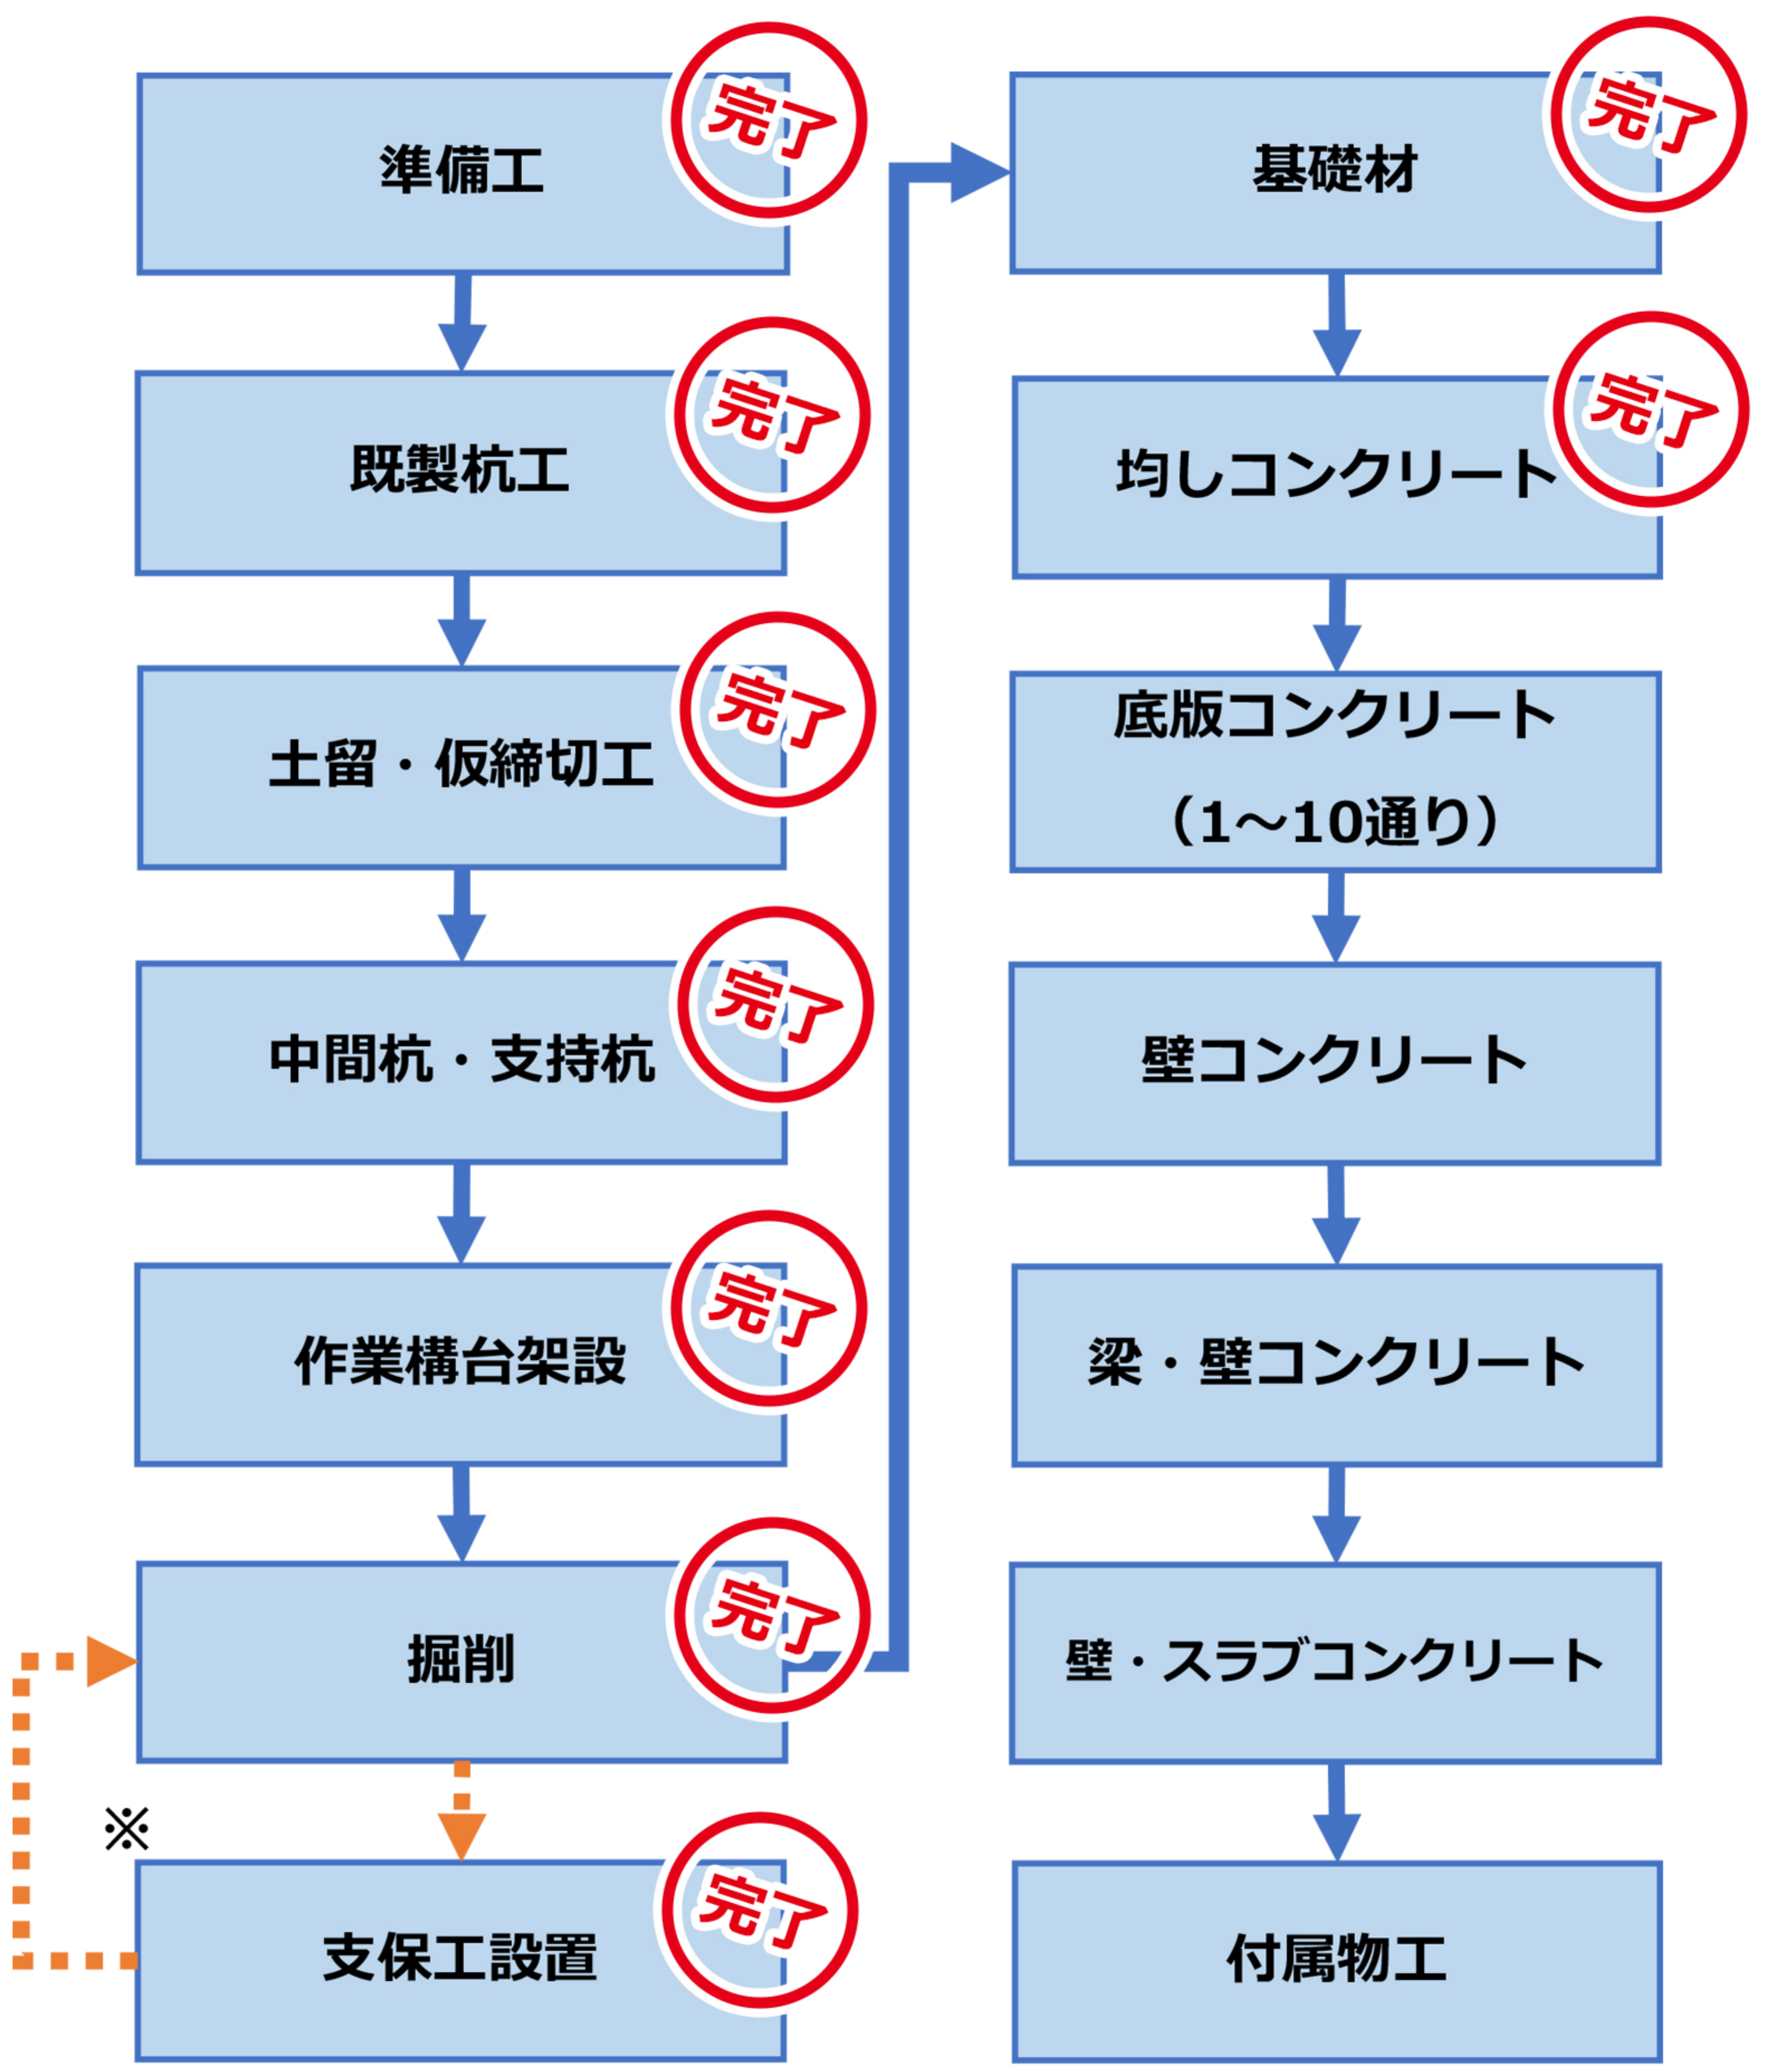 準備工
完了
既製杭工
完了
土留・仮締切工
完了
中間杭・支持杭
完了
作業構台架設
完了
掘削
完了
※
支保工設置
完了
基礎材
完了
均しコンクリート
完了
底版コンクリート
（1～10通り）
壁コンクリート
梁・壁コンクリート
壁・スラブコンクリート
付属物工